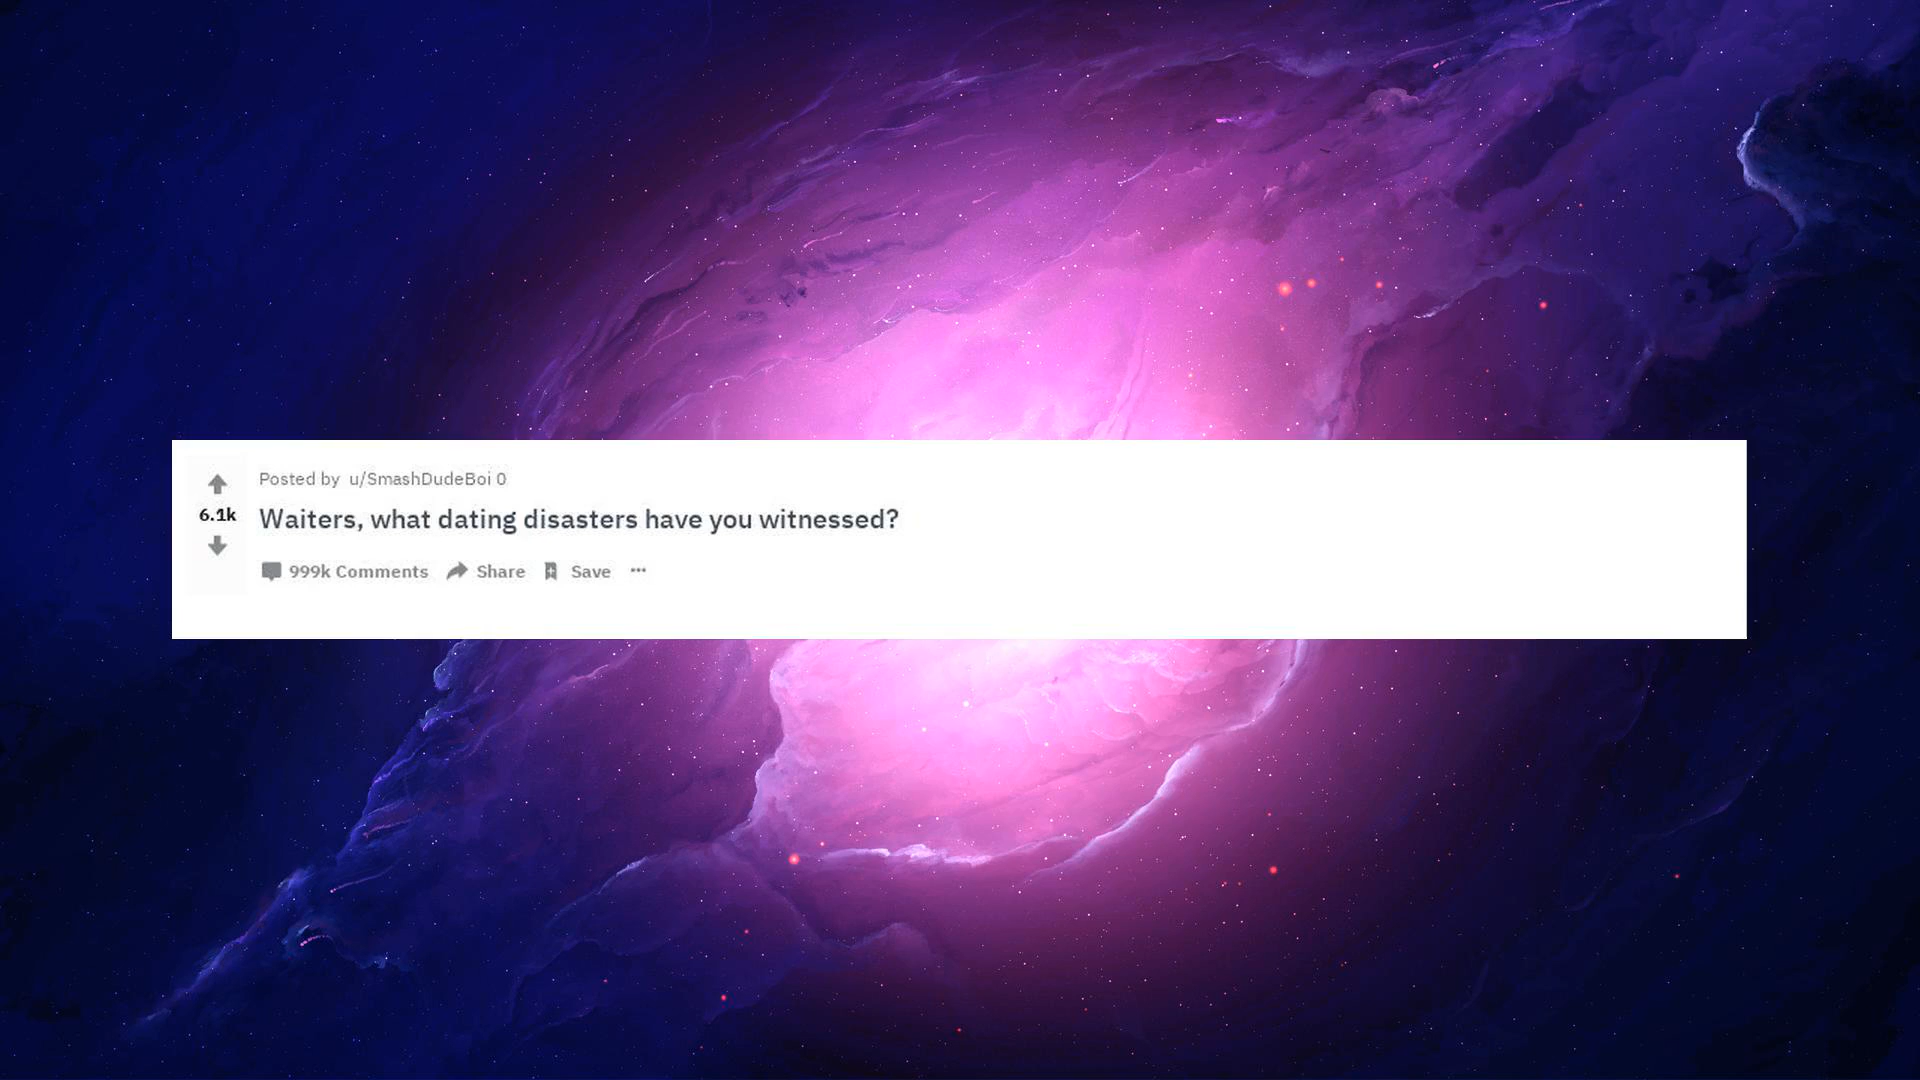 Posted by u/SmashDudeBoi 0
6.1k
Waiters, what dating disasters have you witnessed?
999k Comments Share Save ···